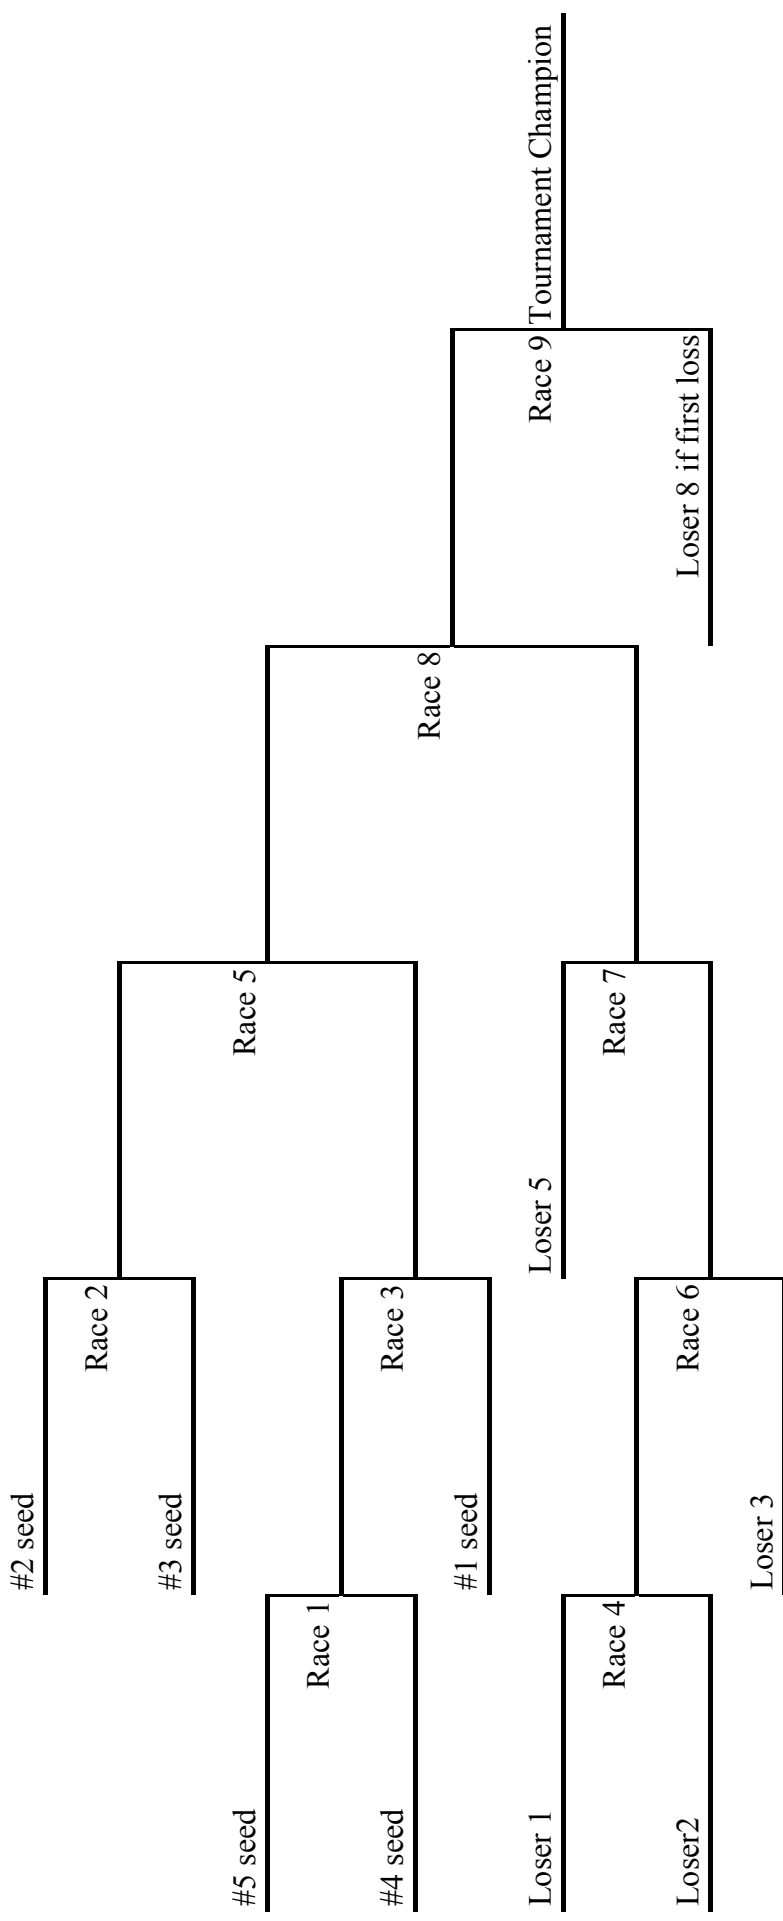 #2 seed
Race 2
#3 seed
Race 5
#5 seed
Race 1
Race 3
#4 seed
Race 8
#1 seed
Race 9
Tournament Champion
Loser 5
Loser 1
Race 7
Race 4
Loser 8 if first loss
Race 6
Loser2
Loser 3